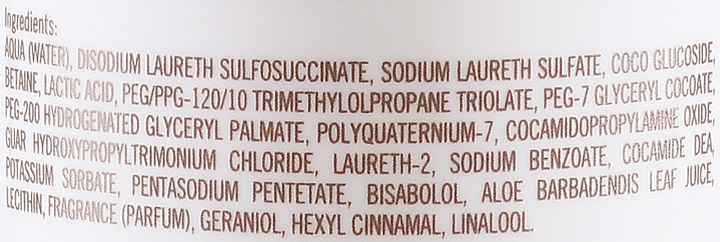 Ingredients:
AQUA (WATER), DISODIUM LAURETH SULFOSUCCINATE, SODIUM LAURETH SULFATE, COCO GLUCOSIDE,
BETAINE, LACTIC ACID, PEG/PPG-120/10 TRIMETHYLOLPROPANE TRIOLATE, PEG-7 GLYCERYL COCOATE,
PEG-200 HYDROGENATED GLYCERYL PALMATE, POLYQUATERNIUM-7, COCAMIDOPROPYLAMINE OXIDE,
GUAR HYDROXYPROPYLTRIMONIUM CHLORIDE, LAURETH-2, SODIUM BENZOATE, COCAMIDE DEA,
POTASSIUM SORBATE, PENTASODIUM PENTETATE, BISABOLOL, ALOE BARBADENDIS LEAF JUICE,
LECITHIN, FRAGRANCE (PARFUM), GERANIOL, HEXYL CINNAMAL, LINALOOL.